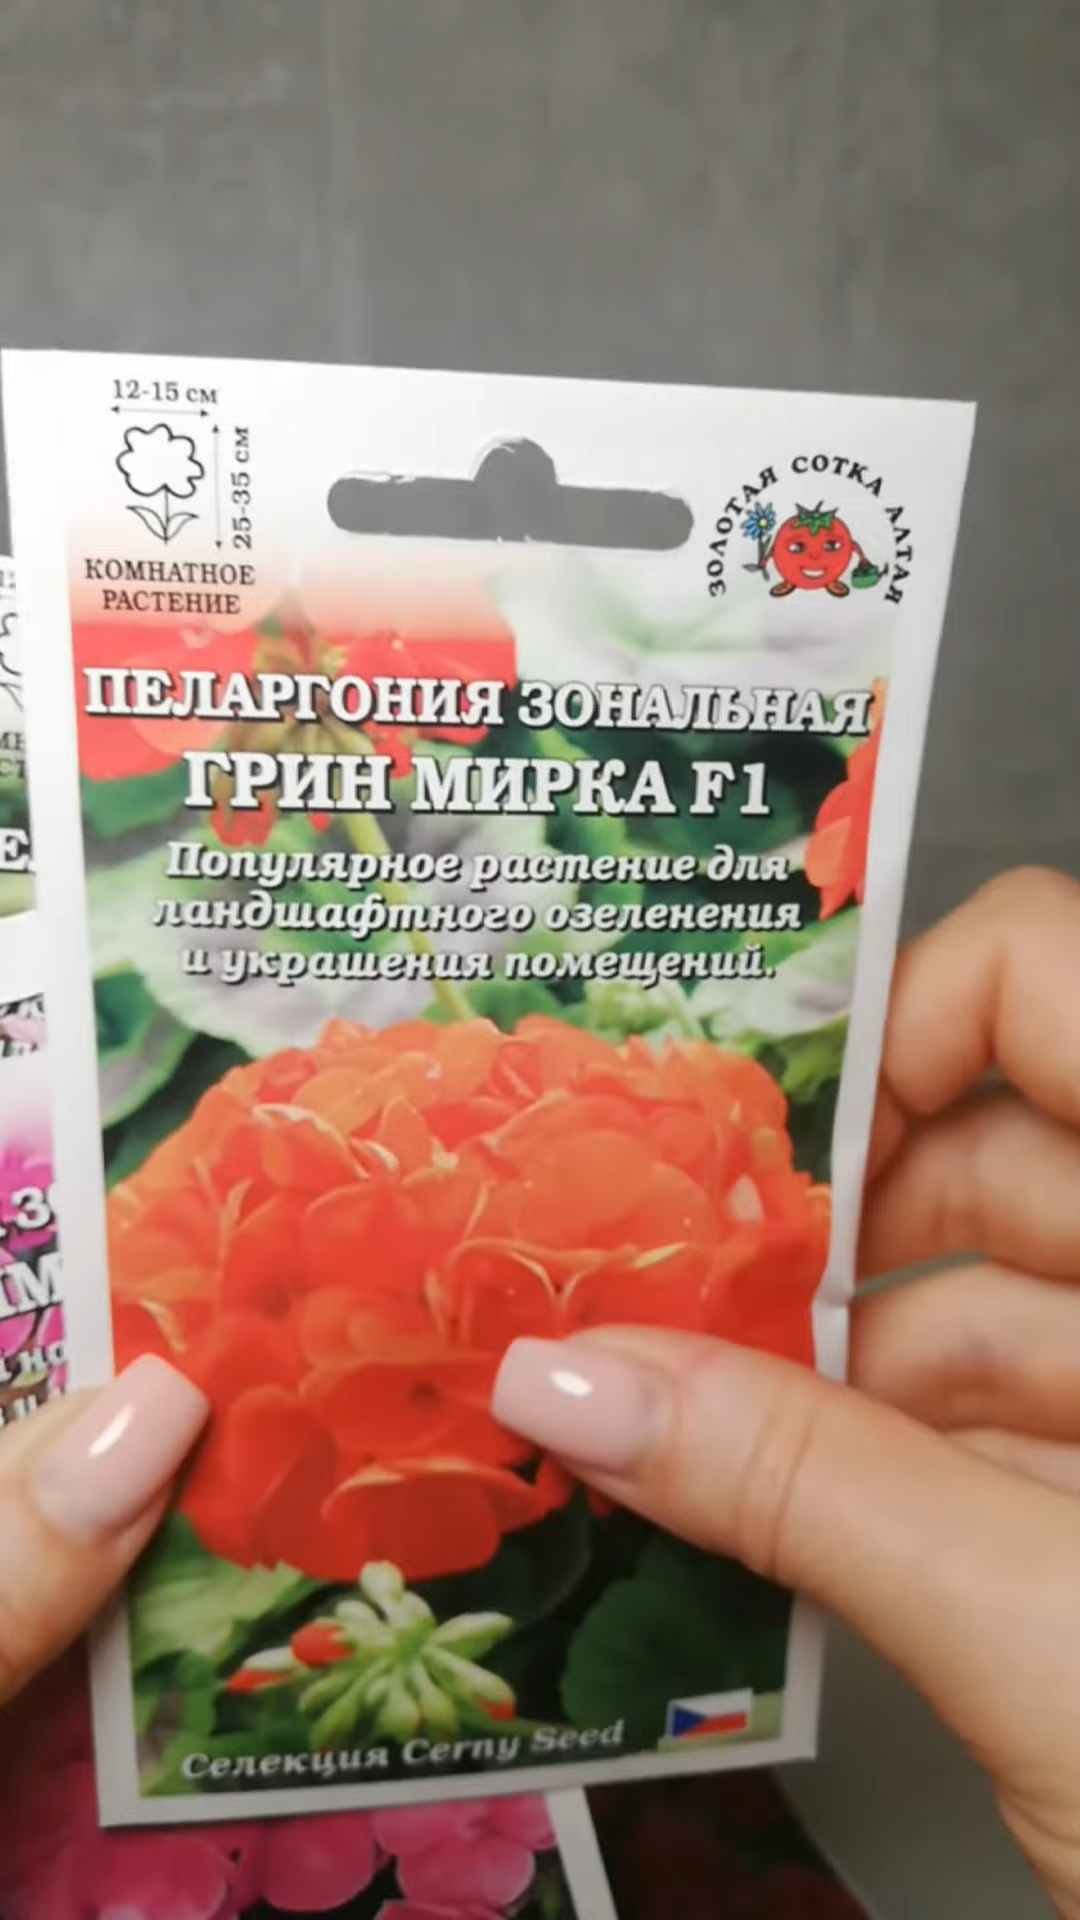 12-15 см
25-35 см
КОМНАТНОЕ
РАСТЕНИЕ
ЗОЛОТАЯ СОТКА АЛТАЯ
ПЕЛАРГОНИЯ ЗОНАЛЬНАЯ
ГРИН МИРКА F1
Популярное растение для
ландшафтного озеленения
и украшения помещений.
Селекция Cerny Seed